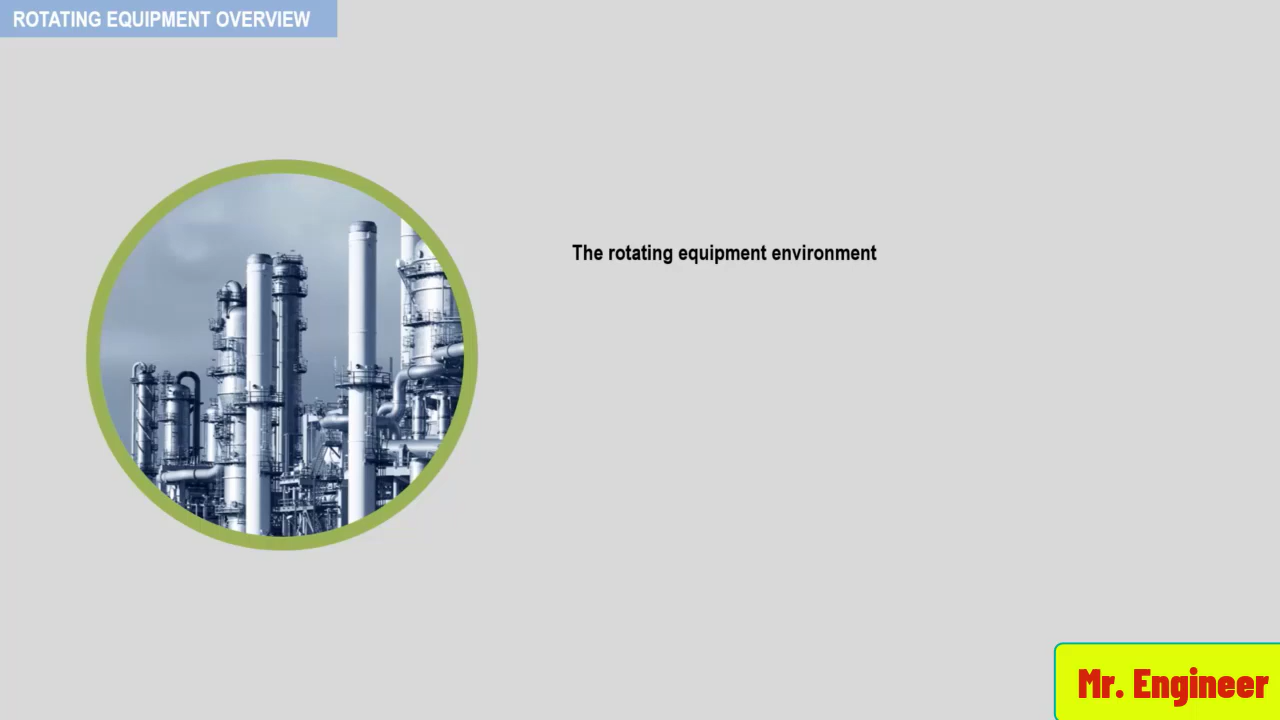 ROTATING EQUIPMENT OVERVIEW
The rotating equipment environment
Mr. Engineer